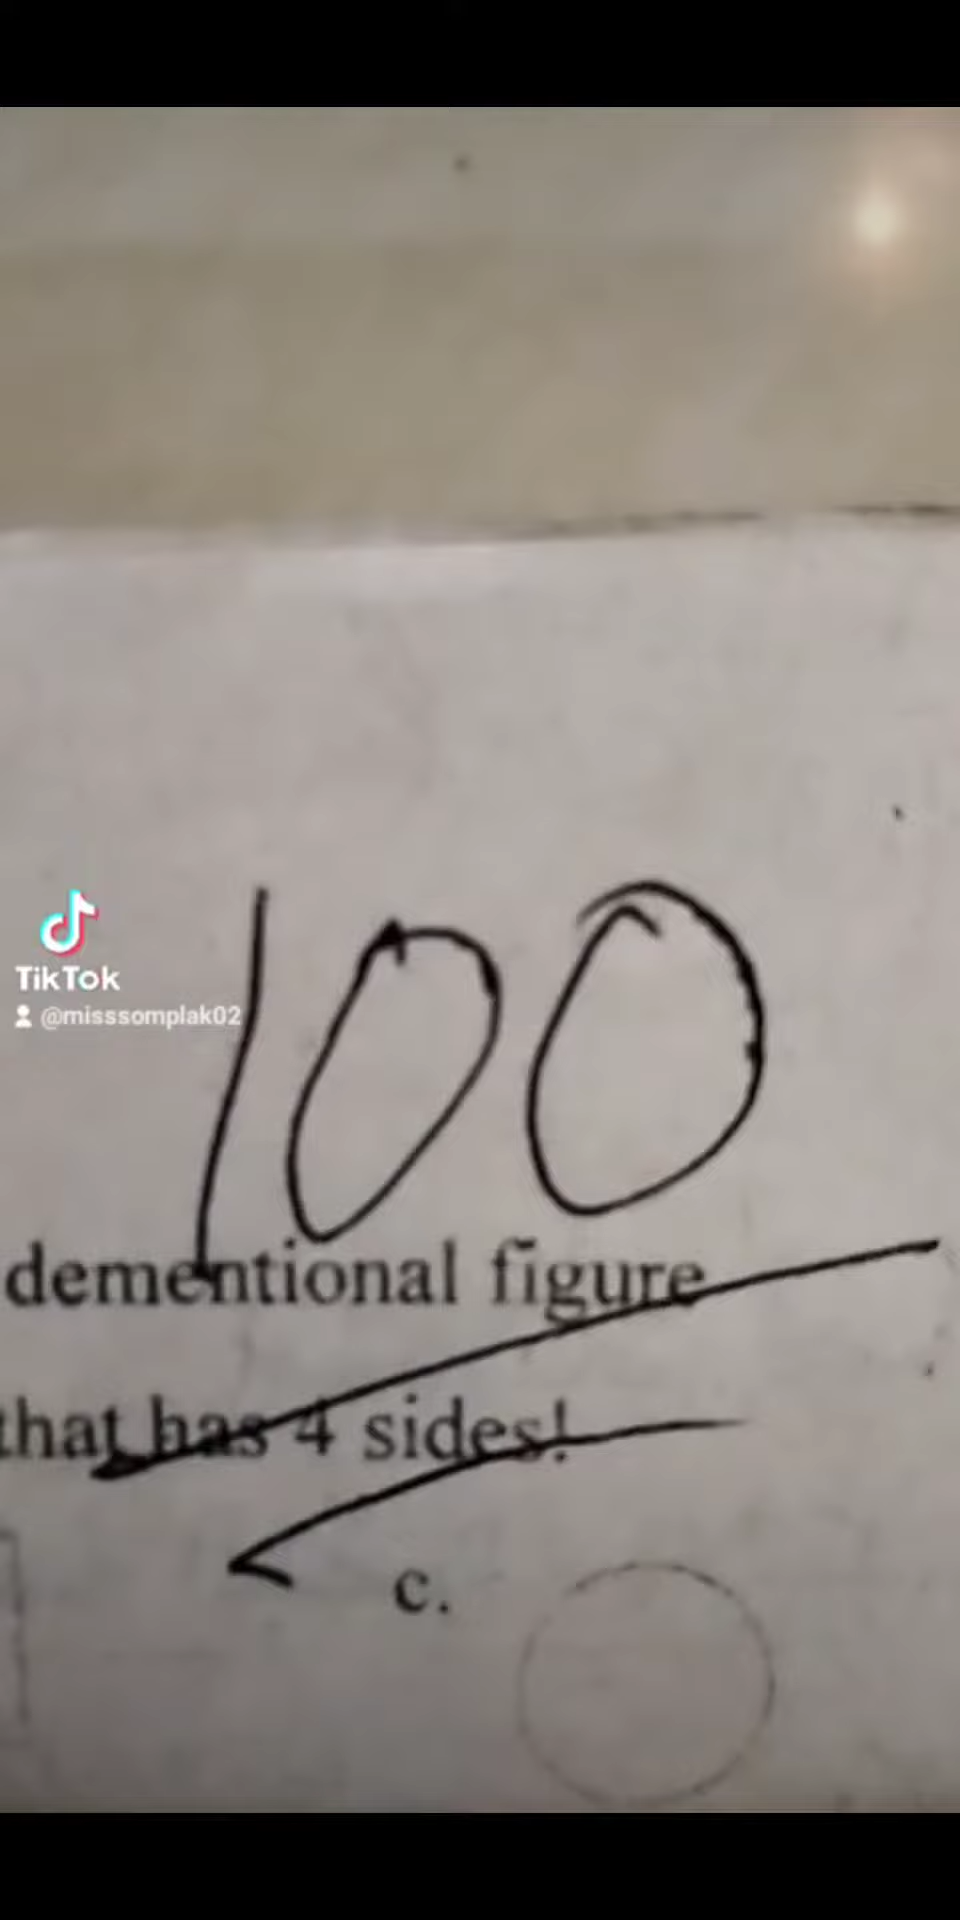 100
TikTok
@misssomplak02
dementional figure
that has 4 sides!
c.